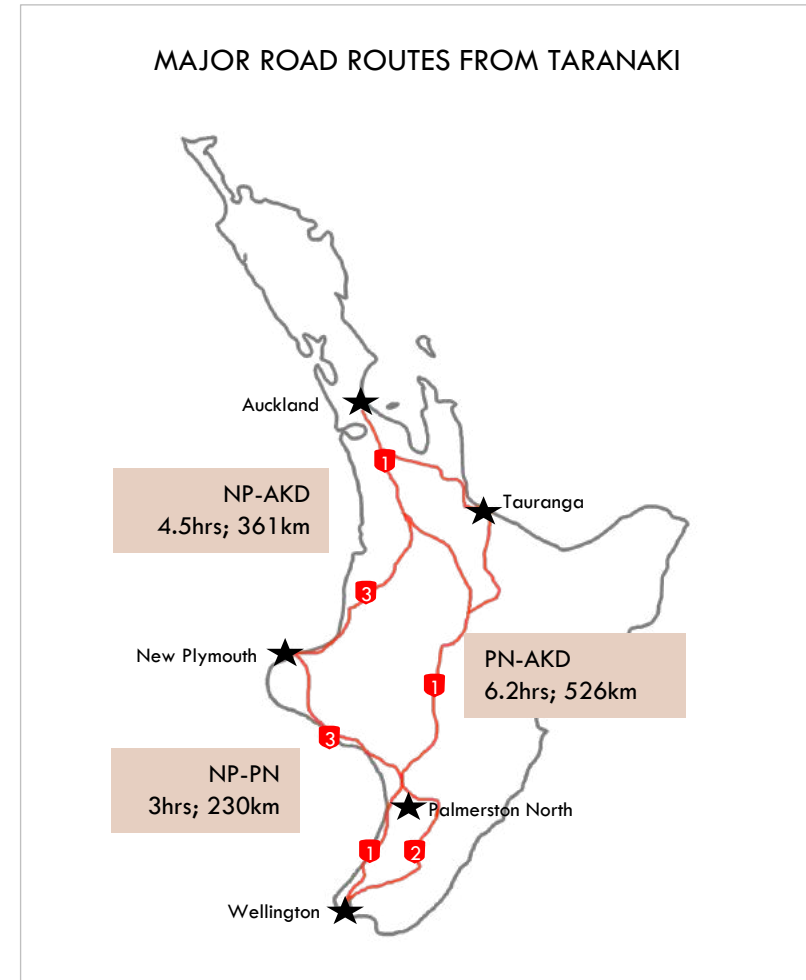 MAJOR ROAD ROUTES FROM TARANAKI
Auckland
1
NP-AKD
4.5hrs; 361km
Tauranga
3
New Plymouth
PN-AKD
6.2hrs; 526km
1
3
NP-PN
3hrs; 230km
Palmerston North
1
2
Wellington